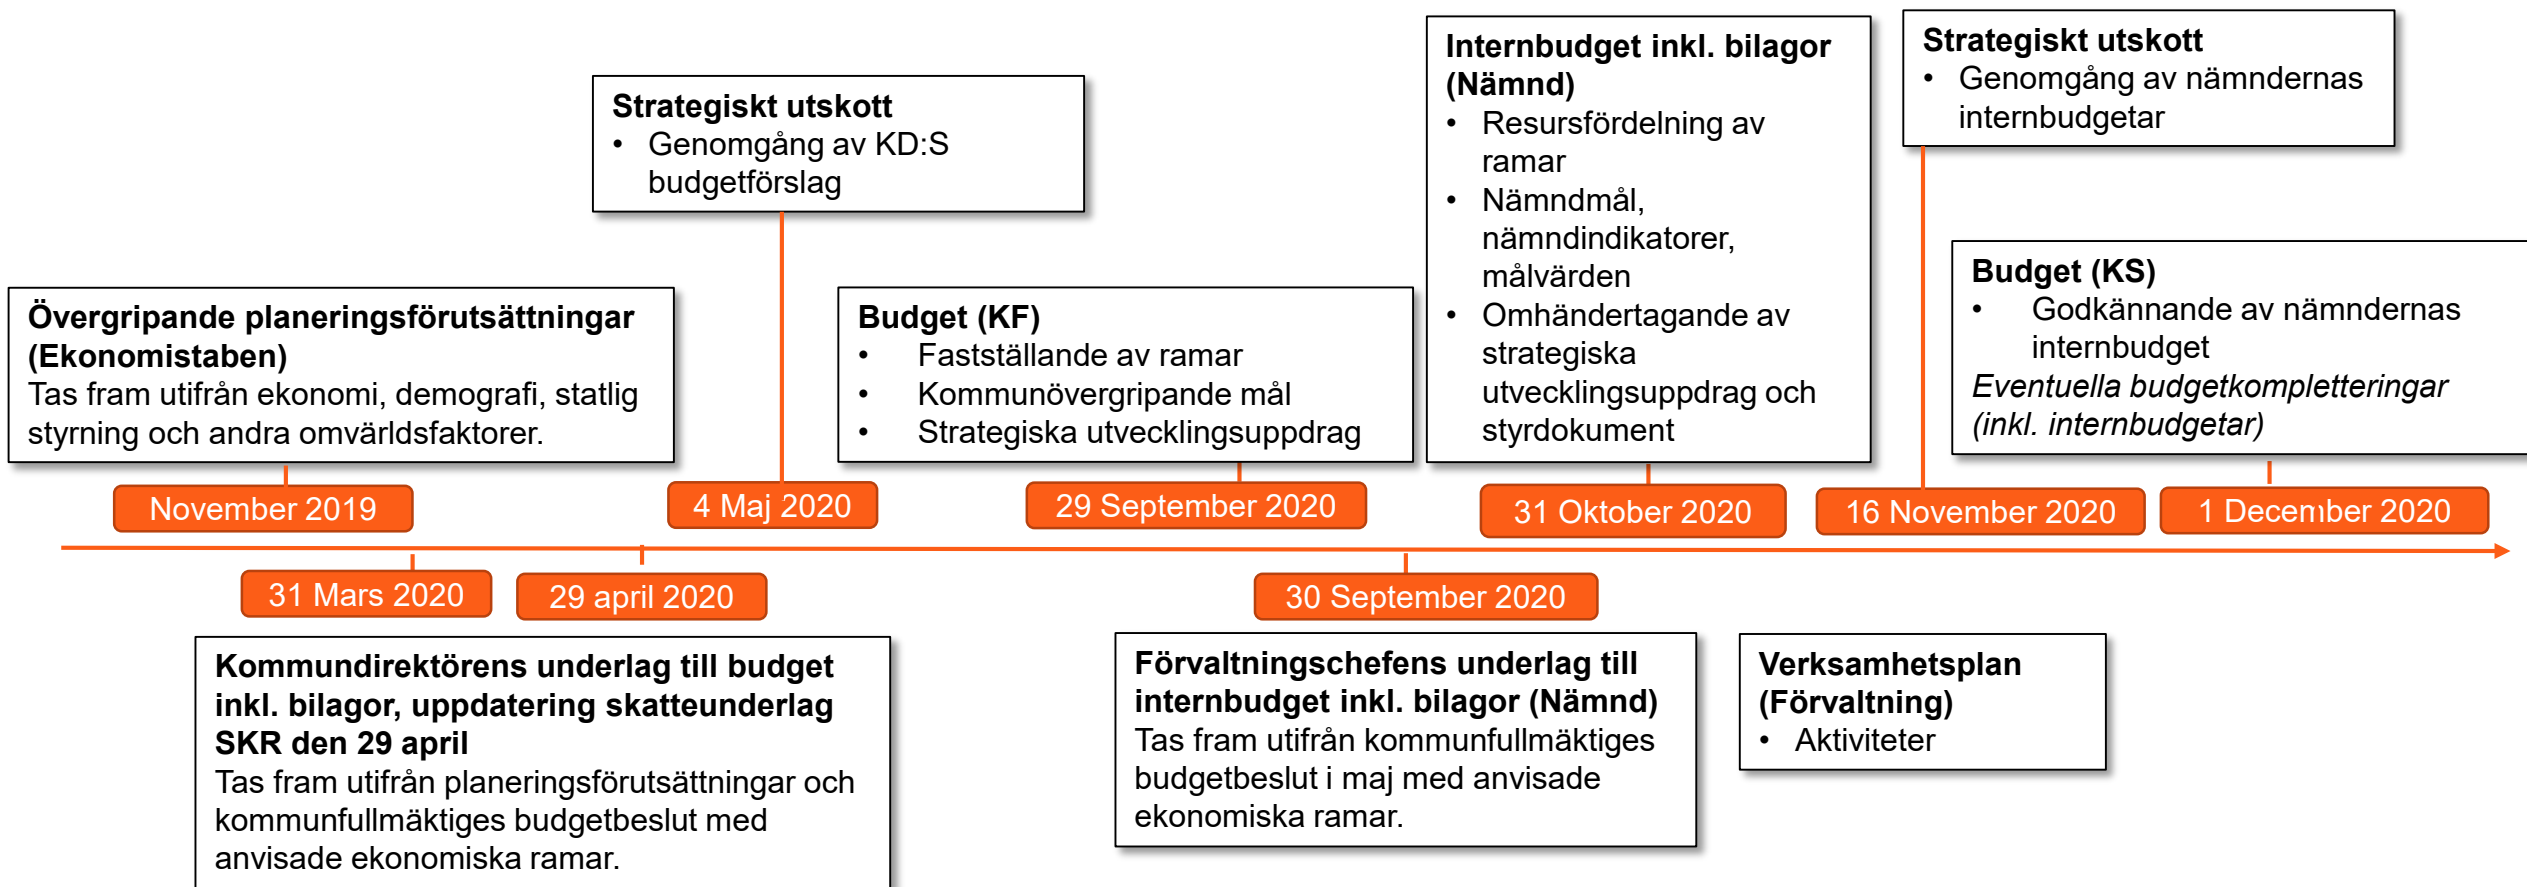 Övergripande planeringsförutsättningar
(Ekonomistaben)
Tas fram utifrån ekonomi, demografi, statlig
styrning och andra omvärldsfaktorer.
November 2019
Strategiskt utskott
• Genomgång av KD:S
budgetförslag
4 Maj 2020
Budget (KF)
• Fastställande av ramar
• Kommunövergripande mål
• Strategiska utvecklingsuppdrag
29 September 2020
Internbudget inkl. bilagor
(Nämnd)
• Resursfördelning av
ramar
• Nämndmål,
nämndindikatorer,
målvärden
• Omhändertagande av
strategiska
utvecklingsuppdrag och
styrdokument
31 Oktober 2020
Strategiskt utskott
• Genomgång av nämndernas
internbudgetar
16 November 2020
Budget (KS)
• Godkännande av nämndernas
internbudget
Eventuella budgetkompletteringar
(inkl. internbudgetar)
1 December 2020
31 Mars 2020
29 april 2020
Kommundirektörens underlag till budget
inkl. bilagor, uppdatering skatteunderlag
SKR den 29 april
Tas fram utifrån planeringsförutsättningar och
kommunfullmäktiges budgetbeslut med
anvisade ekonomiska ramar.
30 September 2020
Förvaltningschefens underlag till
internbudget inkl. bilagor (Nämnd)
Tas fram utifrån kommunfullmäktiges
budgetbeslut i maj med anvisade
ekonomiska ramar.
Verksamhetsplan
(Förvaltning)
• Aktiviteter